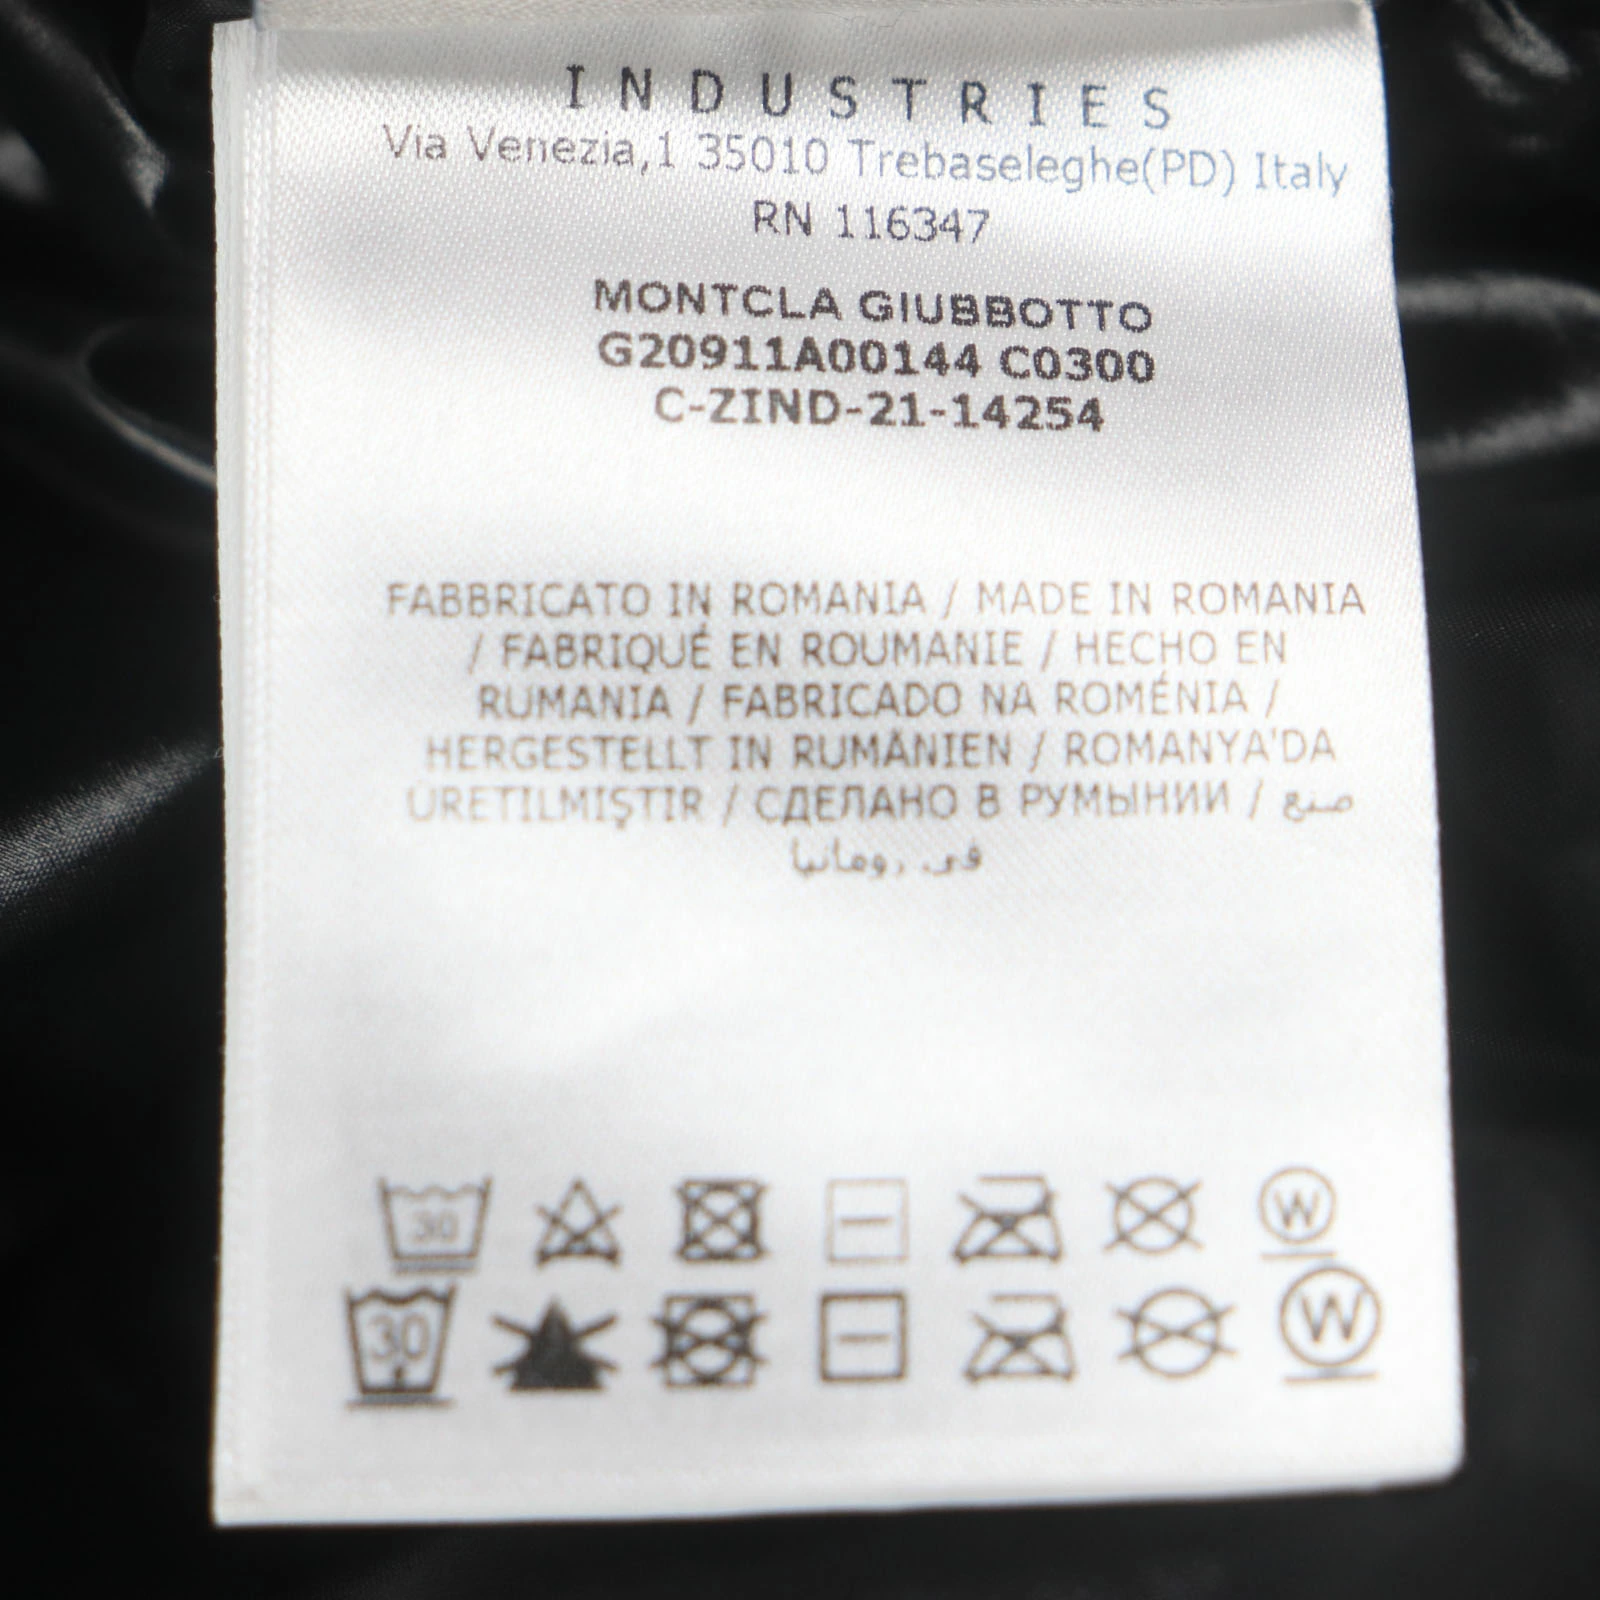 INDUSTRIES
Via Venezia,1 35010 Trebaseleghe(PD) Italy
RN 116347
MONTCLA GIUBBOTTO
G20911A00144 C0300
C-ZIND-21-14254
FABBRICATO IN ROMANIA / MADE IN ROMANIA
/ FABRIQUÉ EN ROUMANIE / HECHO EN
RUMANIA / FABRICADO NA ROMÉNIA /
HERGESTELLT IN RUMÄNIEN / ROMANYA'DA
ÜRETILMIŞTIR / СДЕЛАНО В РУМЫНИИ / صنع
في رومانيا
30 W
30 W